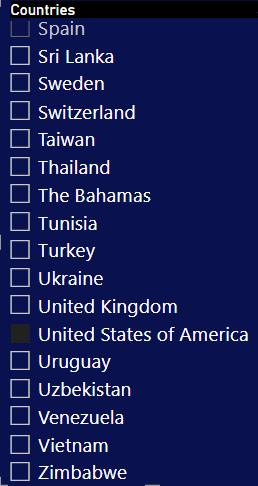 Countries
Spain
Sri Lanka
Sweden
Switzerland
Taiwan
Thailand
The Bahamas
Tunisia
Turkey
Ukraine
United Kingdom
United States of America
Uruguay
Uzbekistan
Venezuela
Vietnam
Zimbabwe